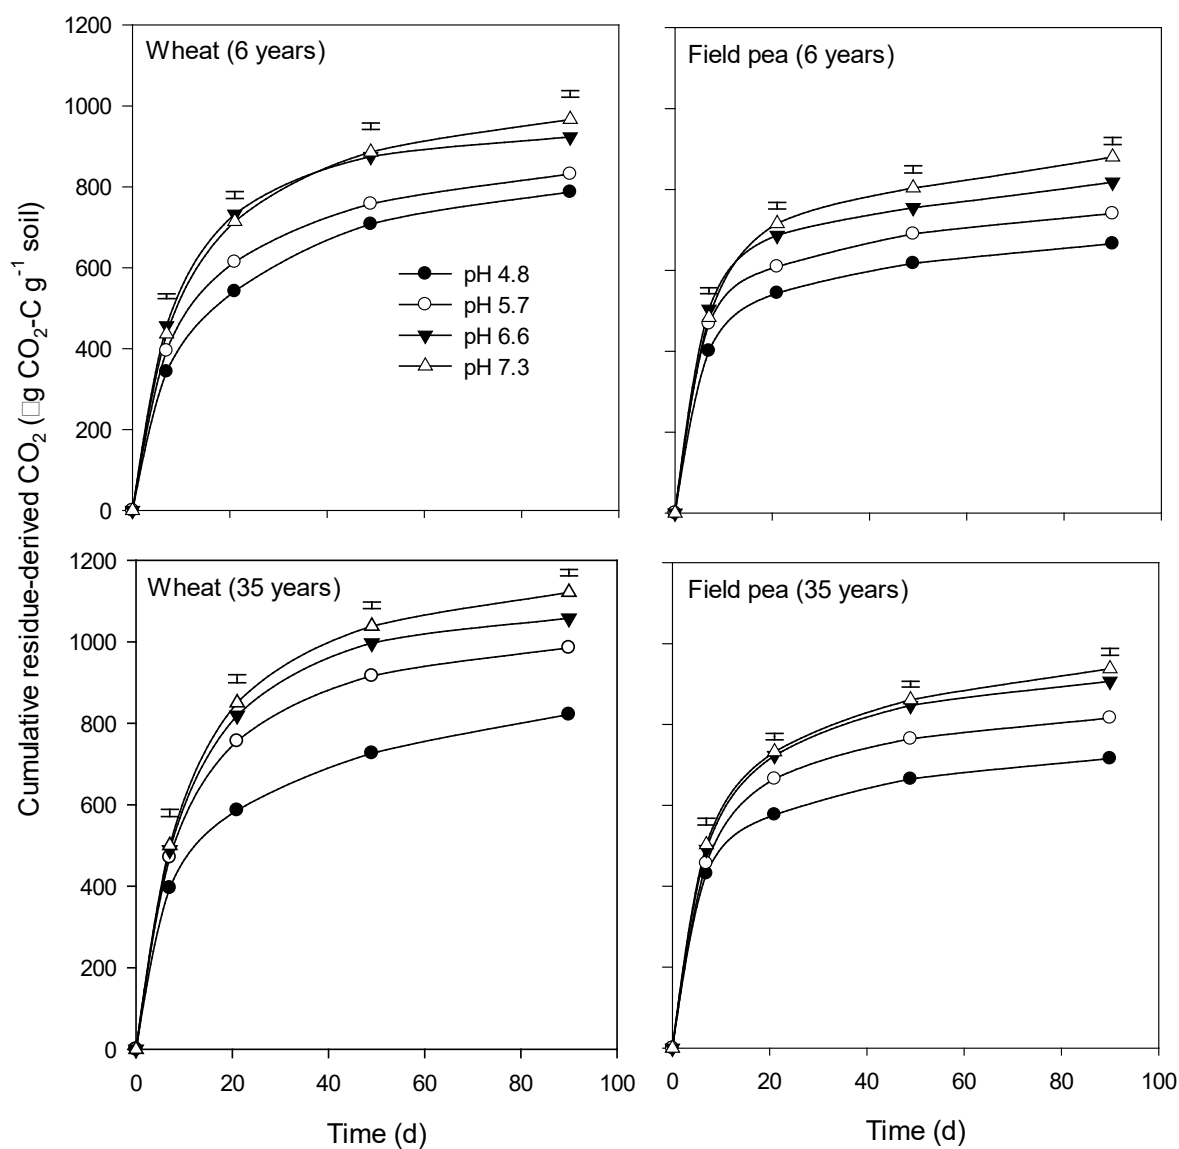 Cumulative residue-derived CO₂ (□g CO₂-C g⁻¹ soil)
Wheat (6 years)
1200
1000
800
600
400
200
0
pH 4.8
pH 5.7
pH 6.6
pH 7.3
Field pea (6 years)
Wheat (35 years)
1200
1000
800
600
400
200
0
0 20 40 60 80 100
Time (d)
Field pea (35 years)
0 20 40 60 80 100
Time (d)